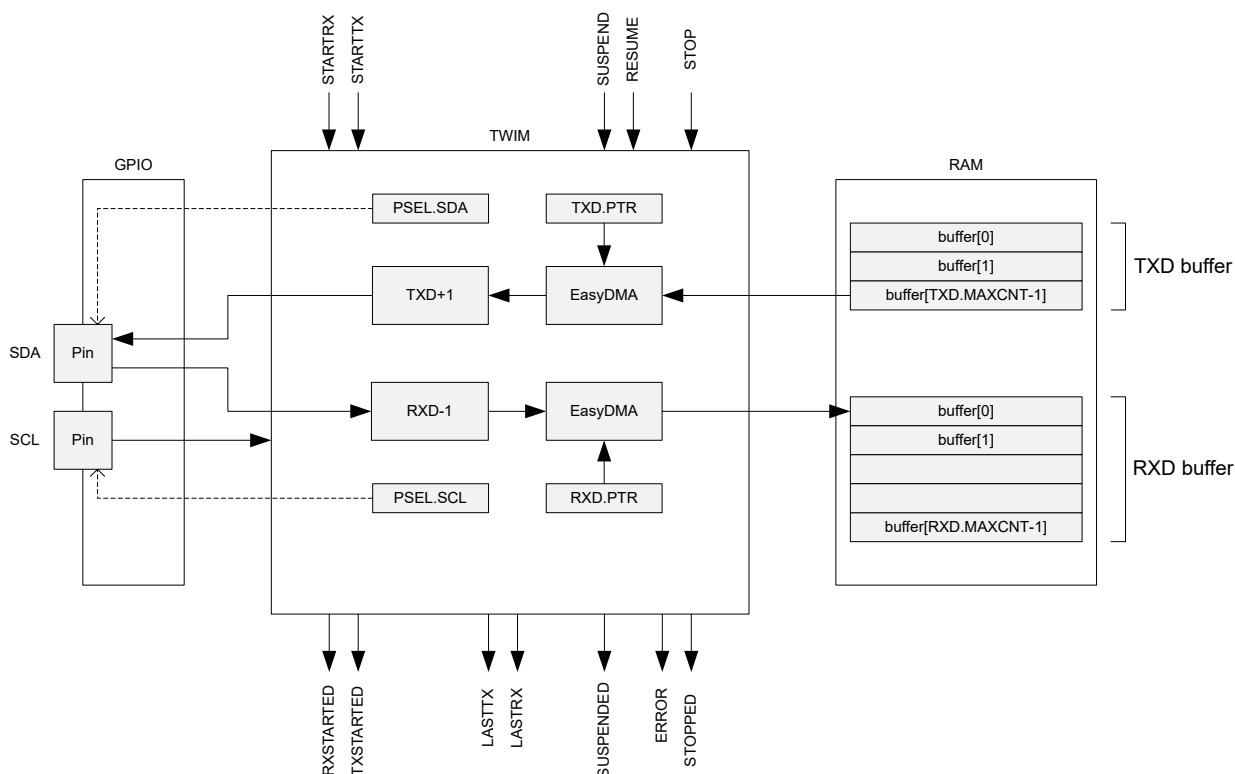 STARTRX
STARTTX
SUSPEND
RESUME
STOP
GPIO
TWIM
RAM
PSEL.SDA
TXD.PTR
buffer[0]
buffer[1]
buffer[TXD.MAXCNT-1]
TXD buffer
TXD+1
EasyDMA
SDA
Pin
RXD-1
EasyDMA
buffer[0]
buffer[1]
buffer[RXD.MAXCNT-1]
RXD buffer
SCL
Pin
PSEL.SCL
RXD.PTR
RXSTARTED
TXSTARTED
LASTTX
LASTRX
SUSPENDED
ERROR
STOPPED